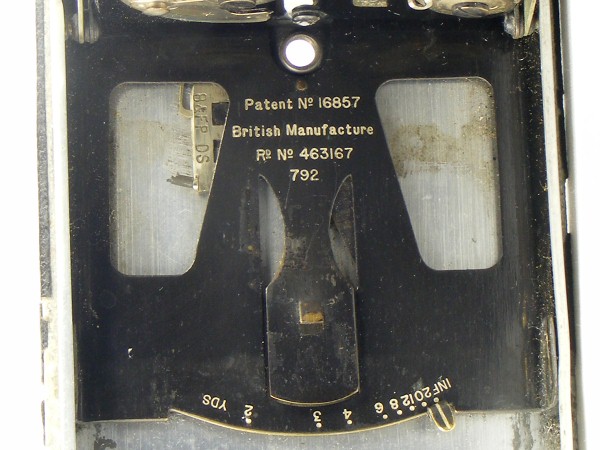 Patent Nº 16857
British Manufacture
Rᴰ Nº 463167
792
YDS 2 3 4 6 8 12 20 INF